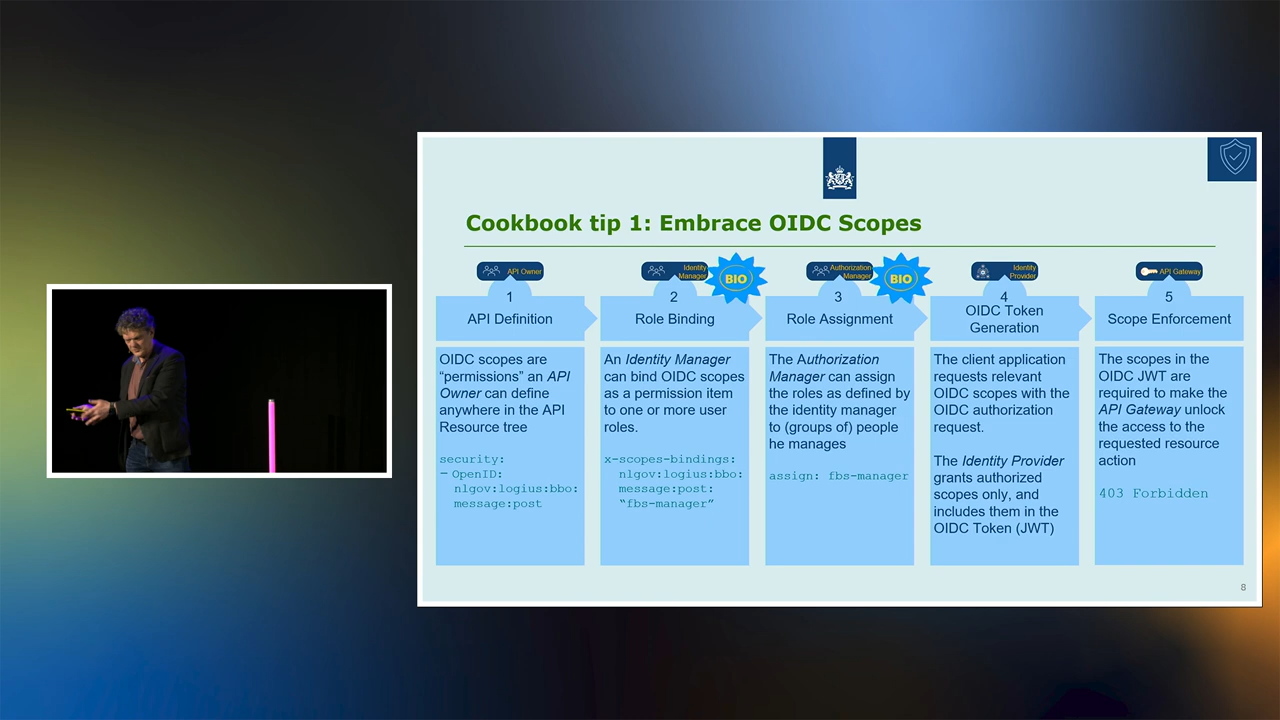 Cookbook tip 1: Embrace OIDC Scopes
API Owner
1
API Definition
OIDC scopes are
“permissions” an API
Owner can define
anywhere in the API
Resource tree
security:
– OpenID:
nlgov:logius:bbo:
message:post
Identity
Manager
BIO
2
Role Binding
An Identity Manager
can bind OIDC scopes
as a permission item
to one or more user
roles.
x-scopes-bindings:
nlgov:logius:bbo:
message:post:
“fbs-manager”
Authorization
Manager
BIO
3
Role Assignment
The Authorization
Manager can assign
the roles as defined by
the identity manager
to (groups of) people
he manages
assign: fbs-manager
Identity
Provider
4
OIDC Token
Generation
The client application
requests relevant
OIDC scopes with the
OIDC authorization
request.
The Identity Provider
grants authorized
scopes only, and
includes them in the
OIDC Token (JWT)
API Gateway
5
Scope Enforcement
The scopes in the
OIDC JWT are
required to make the
API Gateway unlock
the access to the
requested resource
action
403 Forbidden
8